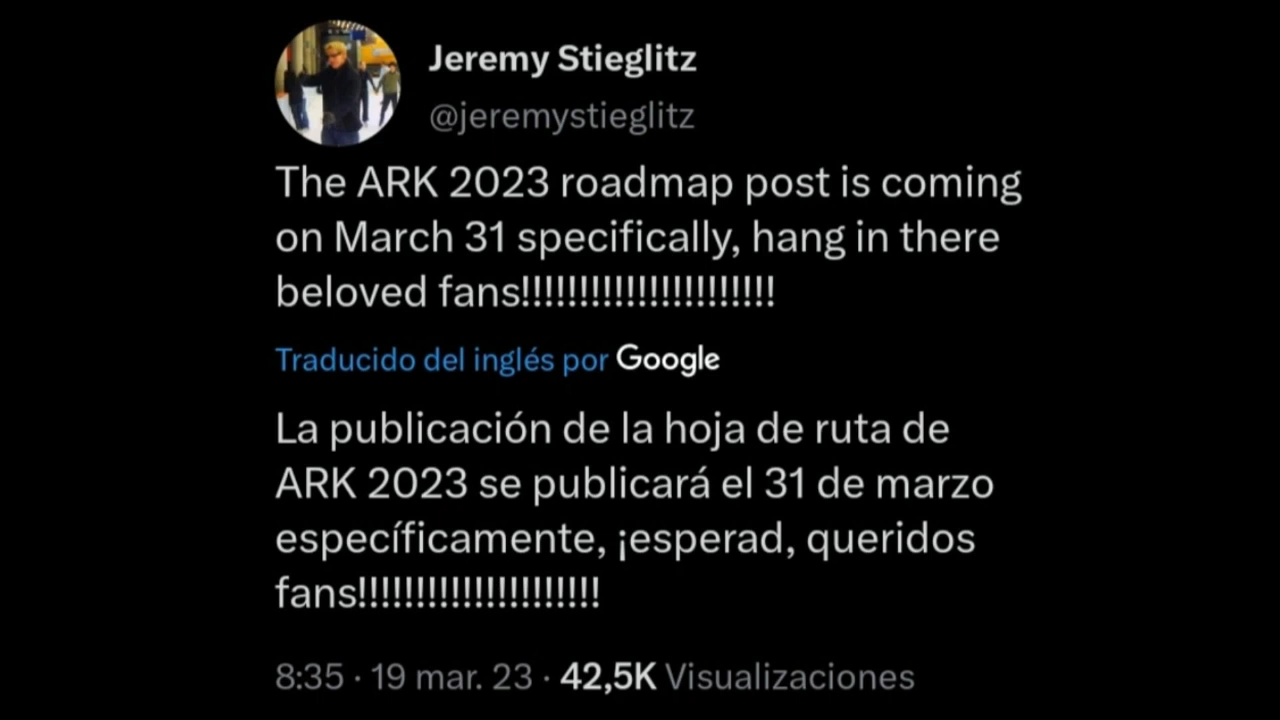 Jeremy Stieglitz
@jeremystieglitz
The ARK 2023 roadmap post is coming
on March 31 specifically, hang in there
beloved fans!!!!!!!!!!!!!!!!!!!!!!
Traducido del inglés por Google
La publicación de la hoja de ruta de
ARK 2023 se publicará el 31 de marzo
específicamente, ¡esperad, queridos
fans!!!!!!!!!!!!!!!!!!!!!
8:35 · 19 mar. 23 · 42,5K Visualizaciones